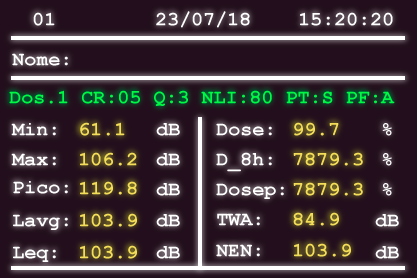 01 23/07/18 15:20:20
Nome:
Dos.1 CR:05 Q:3 NLI:80 PT:S PF:A
Min: 61.1 dB Dose: 99.7 %
Max: 106.2 dB D_8h: 7879.3 %
Pico: 119.8 dB Dosep: 7879.3 %
Lavg: 103.9 dB TWA: 84.9 dB
Leq: 103.9 dB NEN: 103.9 dB